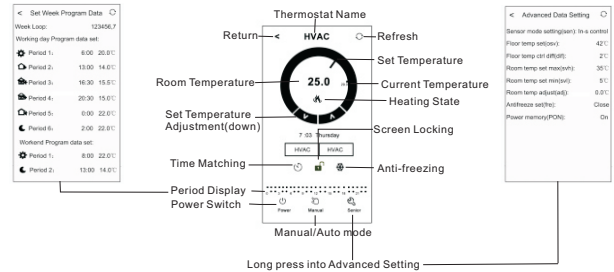 < Set Week Program Data
Week Loop: 123456,7
Working day Program data set:
Period 1: 6:00 20.0℃
Period 2: 13:00 14.0℃
Period 3: 16:30 15.5℃
Period 4: 20:30 15.0℃
Period 5: 0:00 22.0℃
Period 6: 2:00 22.0℃
Workend Program data set:
Period 1: 8:00 22.0℃
Period 2: 13:00 14.0℃
Thermostat Name
Return
< HVAC
Refresh
Set Temperature
Room Temperature
25.0
Current Temperature
Heating State
Set Temperature
Adjustment(down)
Screen Locking
7 :03 Thursday
HVAC HVAC
Time Matching
Anti-freezing
Period Display
Power Switch
Power Manual Senior
Manual/Auto mode
Long press into Advanced Setting
< Advanced Data Setting
Sensor mode setting(sen): In-s control
Floor temp set(osv): 42℃
Floor temp ctrl diff(dif): 2℃
Room temp set max(svh): 35℃
Room temp set min(svl): 5℃
Room temp adjust(adj): 0.0℃
Antifreeze set(fre): Close
Power memory(PON): On